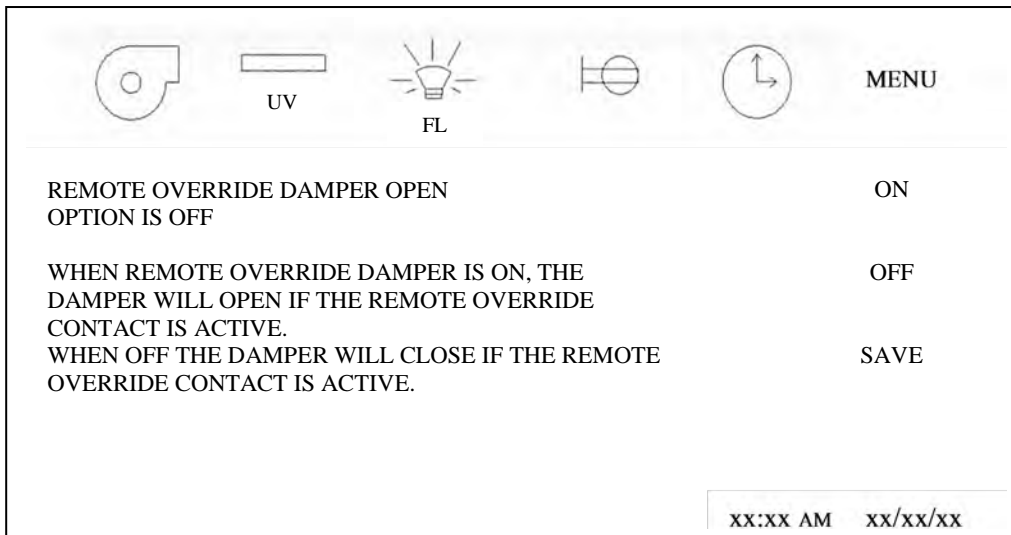 UV
FL
MENU
REMOTE OVERRIDE DAMPER OPEN
OPTION IS OFF
ON
WHEN REMOTE OVERRIDE DAMPER IS ON, THE
DAMPER WILL OPEN IF THE REMOTE OVERRIDE
CONTACT IS ACTIVE.
OFF
WHEN OFF THE DAMPER WILL CLOSE IF THE REMOTE
OVERRIDE CONTACT IS ACTIVE.
SAVE
xx:xx AM xx/xx/xx